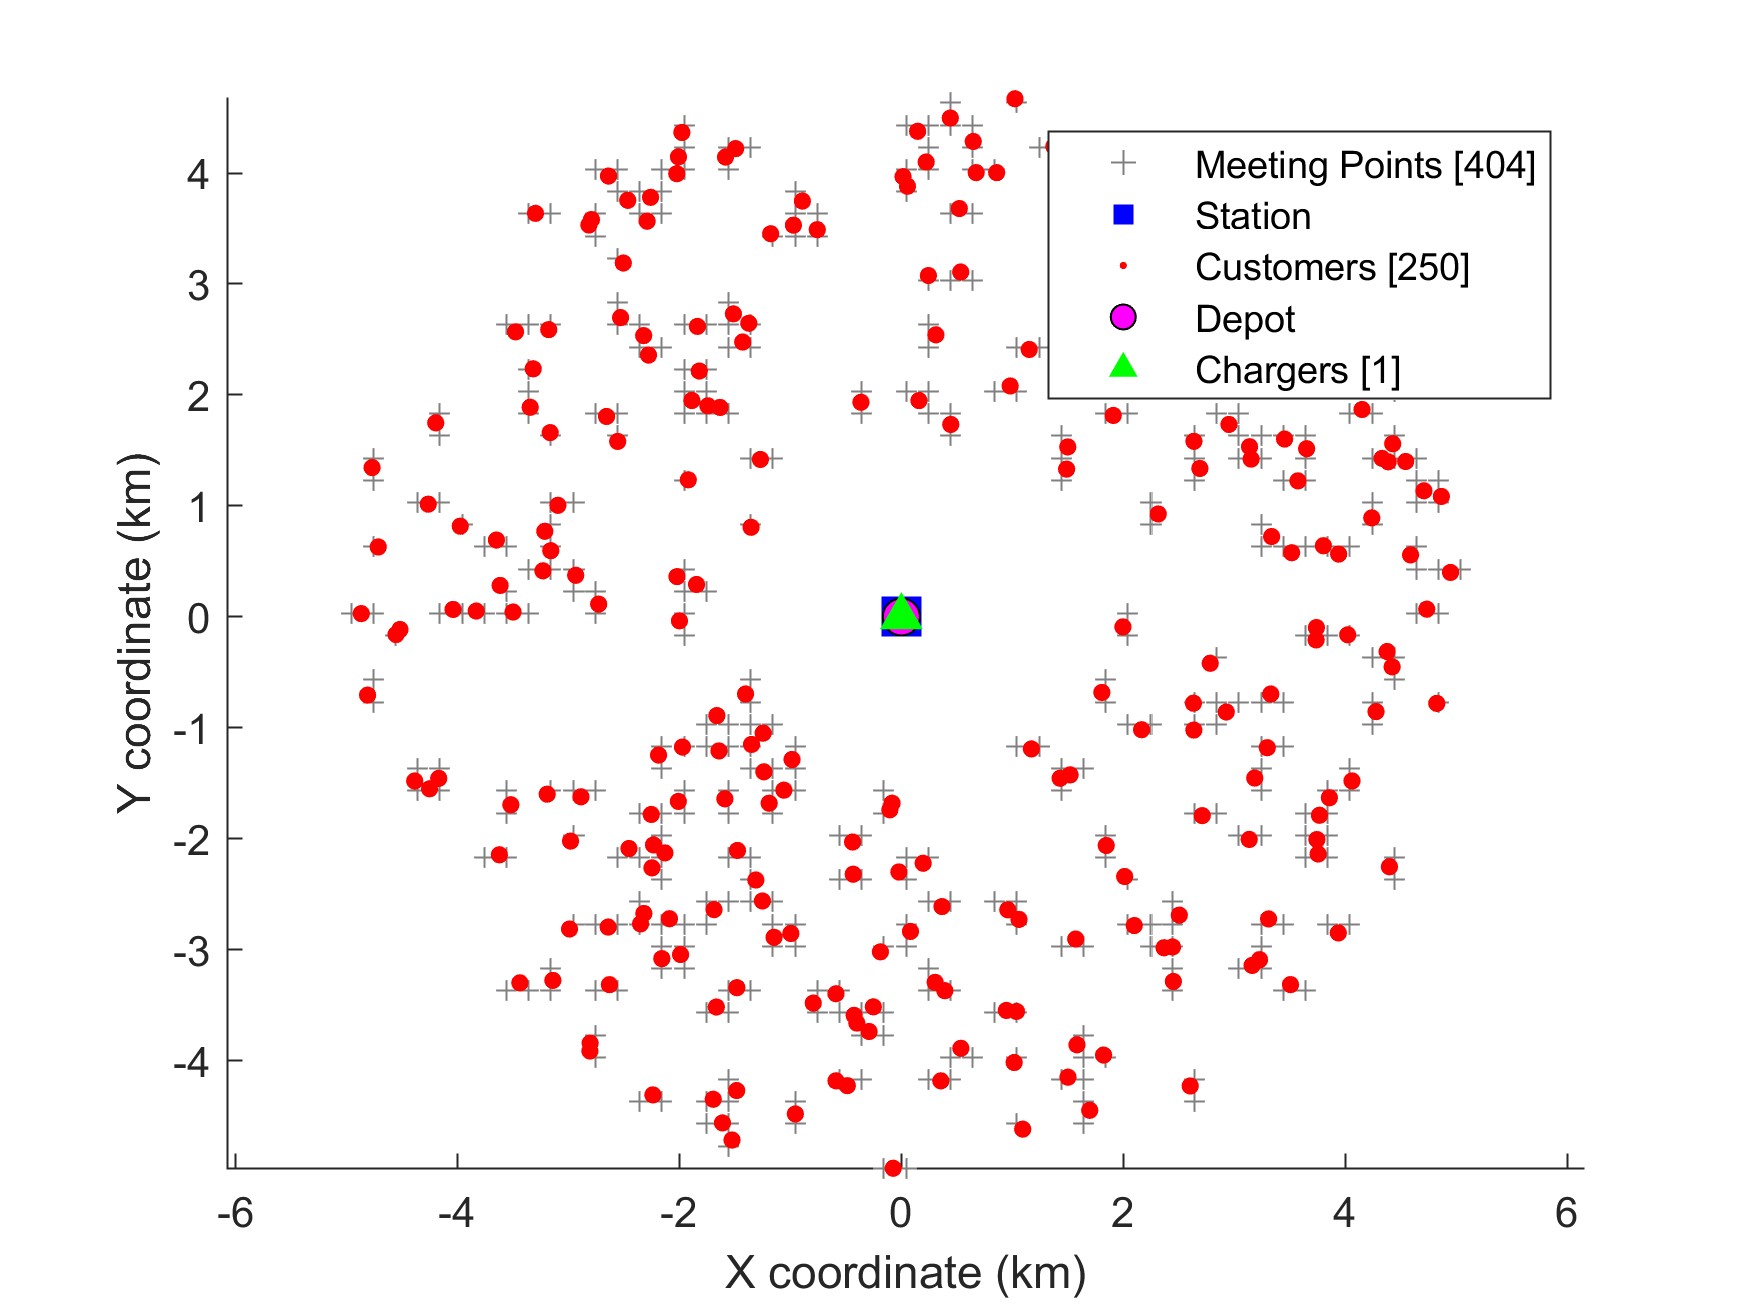 4
3
2
1
0
-1
-2
-3
-4
Y coordinate (km)
Meeting Points [404]
Station
Customers [250]
Depot
Chargers [1]
-6 -4 -2 0 2 4 6
X coordinate (km)